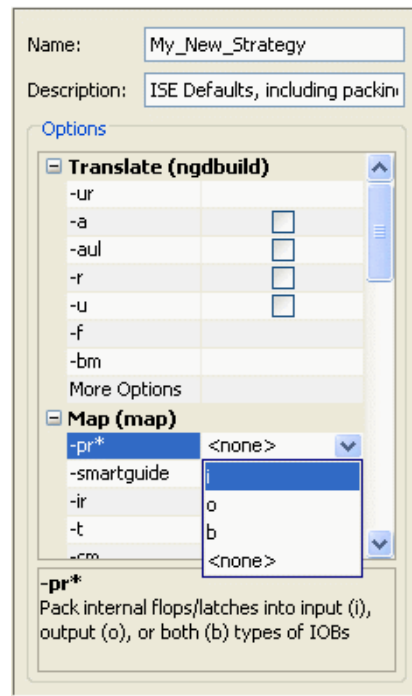 Name: My_New_Strategy
Description: ISE Defaults, including packin
Options
Translate (ngdbuild)
-ur
-a
-aul
-r
-u
-f
-bm
More Options
Map (map)
-pr* <none>
-smartguide i
-ir o
-t b
-cm <none>
-pr*
Pack internal flops/latches into input (i),
output (o), or both (b) types of IOBs